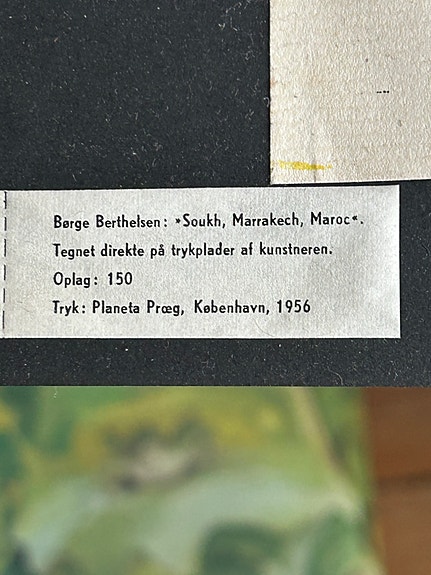 Børge Berthelsen: »Soukh, Marrakech, Maroc«.
Tegnet direkte på trykplader af kunstneren.
Oplag: 150
Tryk: Planeta Præg, København, 1956